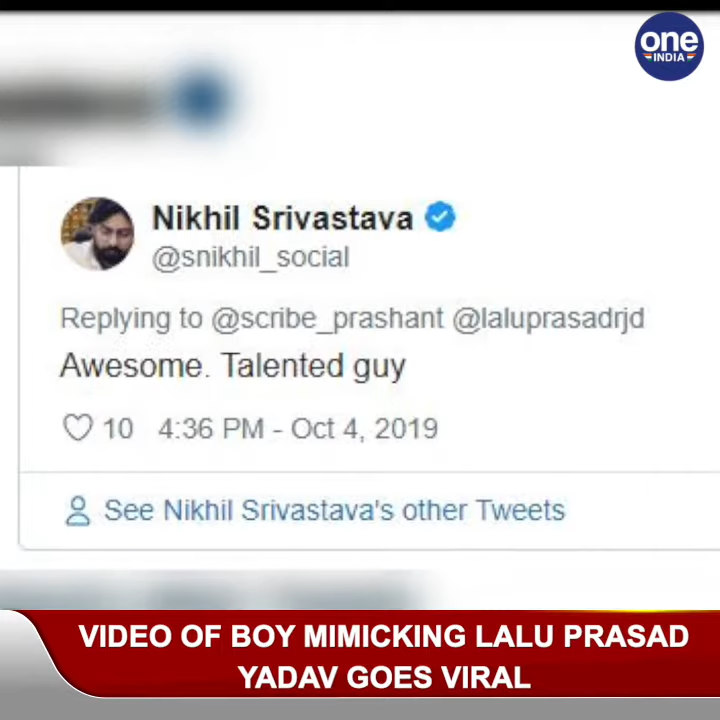 one
INDIA
Nikhil Srivastava
@snikhil_social
Replying to @scribe_prashant @laluprasadrjd
Awesome. Talented guy
10 4:36 PM - Oct 4, 2019
See Nikhil Srivastava's other Tweets
VIDEO OF BOY MIMICKING LALU PRASAD
YADAV GOES VIRAL